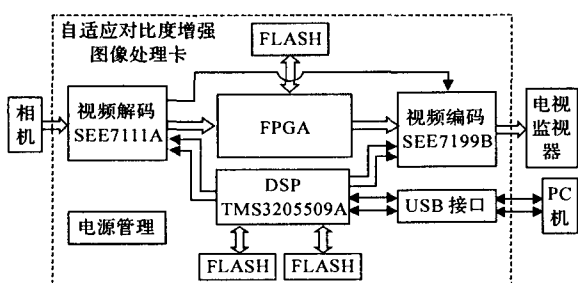 自适应对比度增强
图像处理卡
FLASH
相机
视频解码
SEE7111A
FPGA
视频编码
SEE7199B
电视
监视
器
DSP
TMS3205509A
USB 接口
PC
机
电源管理
FLASH
FLASH